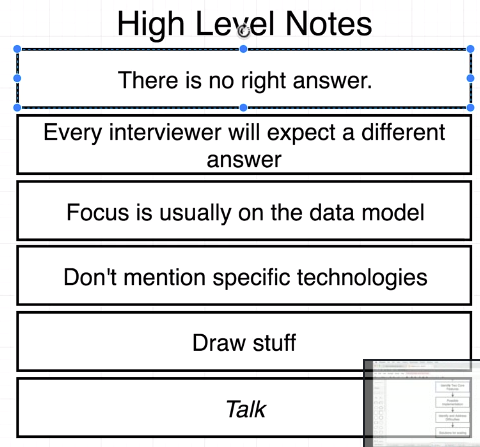 High Level Notes
There is no right answer.
Every interviewer will expect a different
answer
Focus is usually on the data model
Don't mention specific technologies
Draw stuff
Talk